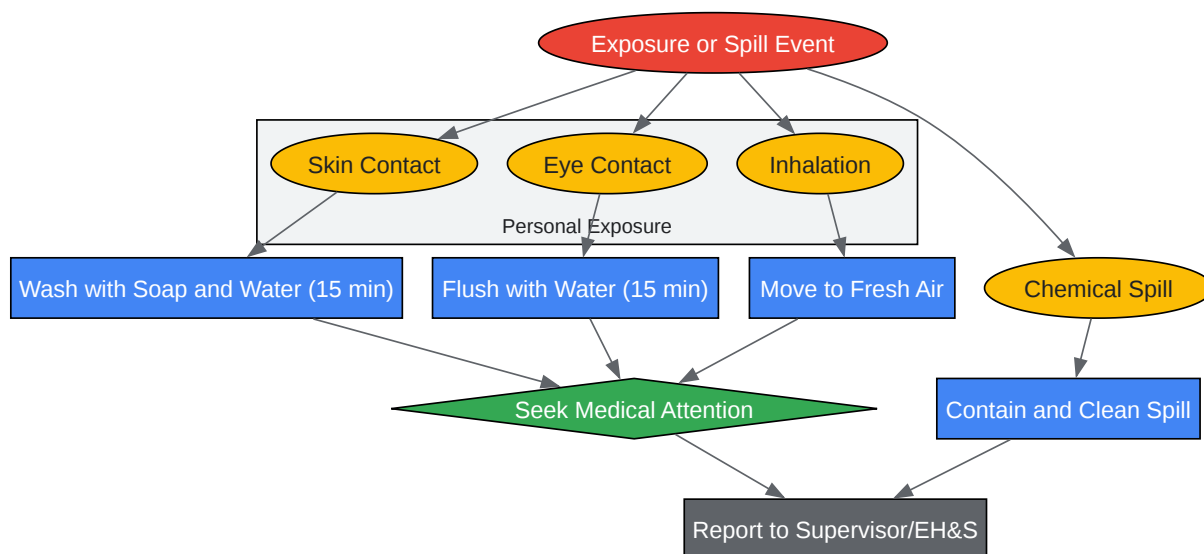 Exposure or Spill Event
Skin Contact
Eye Contact
Inhalation
Personal Exposure
Wash with Soap and Water (15 min)
Flush with Water (15 min)
Move to Fresh Air
Chemical Spill
Seek Medical Attention
Contain and Clean Spill
Report to Supervisor/EH&S